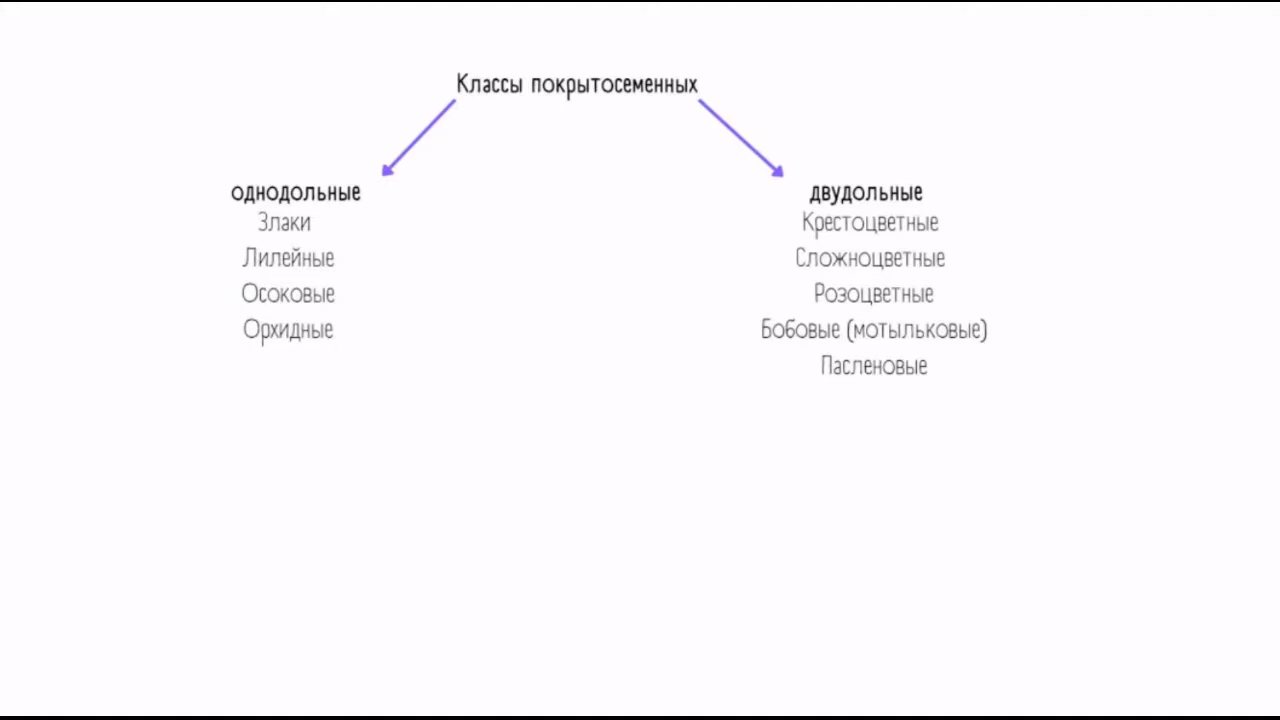 Классы покрытосеменных
однодольные
Злаки
Лилейные
Осоковые
Орхидные
двудольные
Крестоцветные
Сложноцветные
Розоцветные
Бобовые (мотыльковые)
Пасленовые